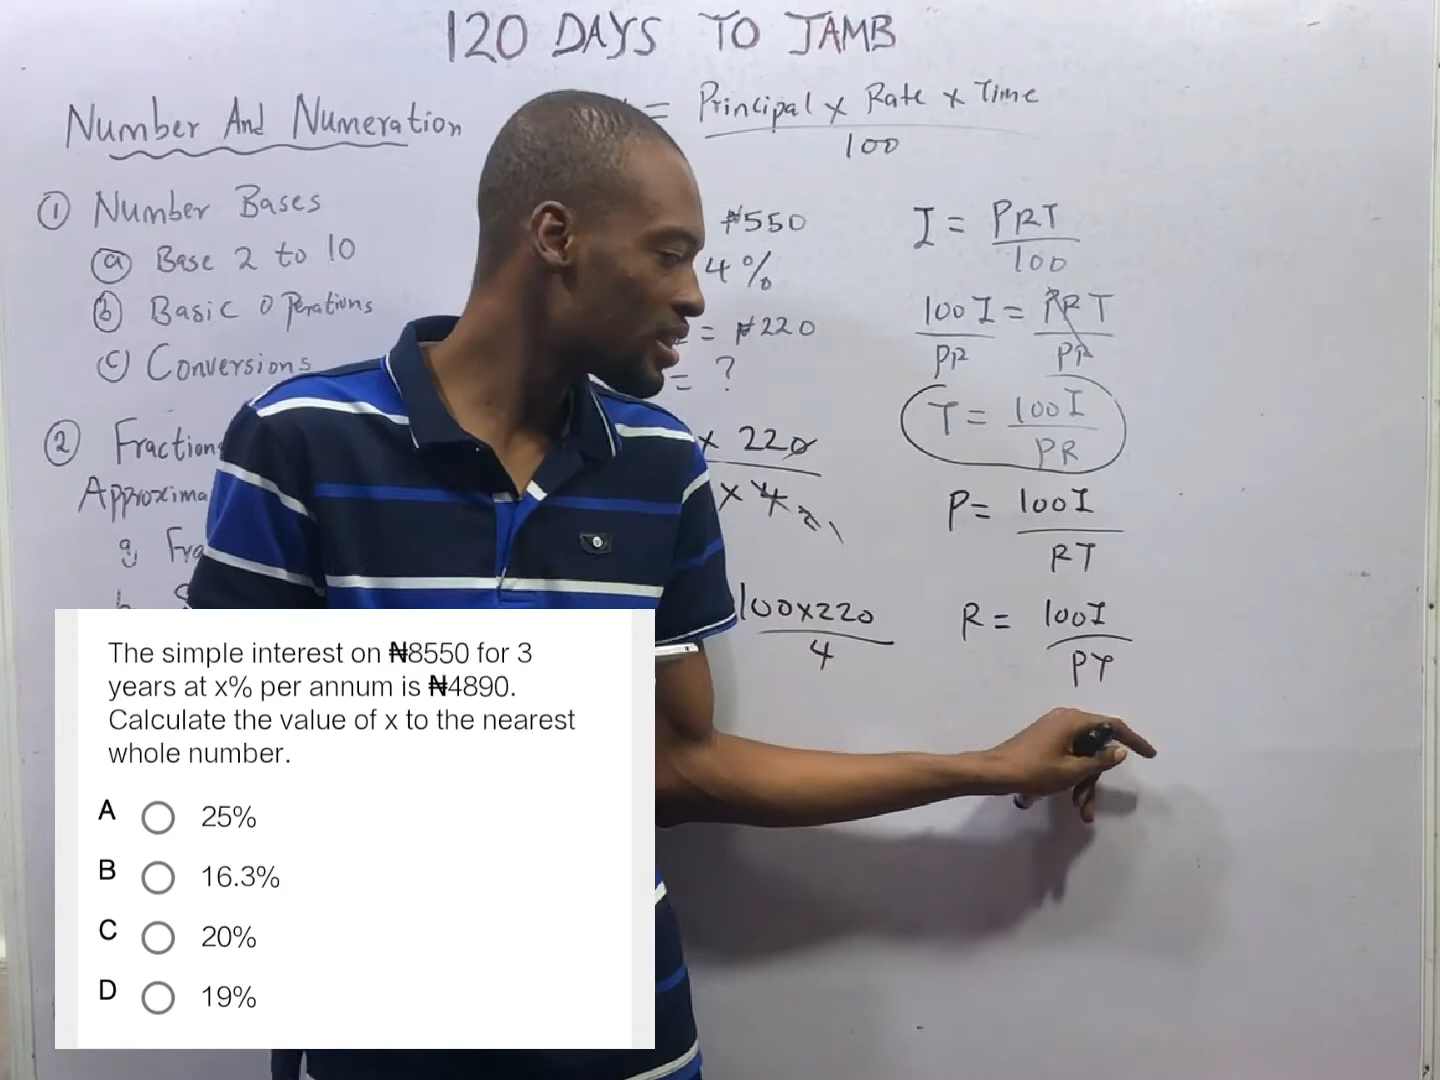 120 DAYS TO JAMB
Number And Numeration
① Number Bases
ⓐ Base 2 to 10
ⓑ Basic Operations
ⓒ Conversions
② Fraction
Approxima
= Principal x Rate x Time
100
₦550
4%
= ₦220
= ?
x 220
x 4
100x220
4
I = PRT
100
100I = PRT
PR PR
T = 100I
PR
P = 100I
RT
R = 100I
PT
The simple interest on ₦8550 for 3
years at x% per annum is ₦4890.
Calculate the value of x to the nearest
whole number.
A 25%
B 16.3%
C 20%
D 19%